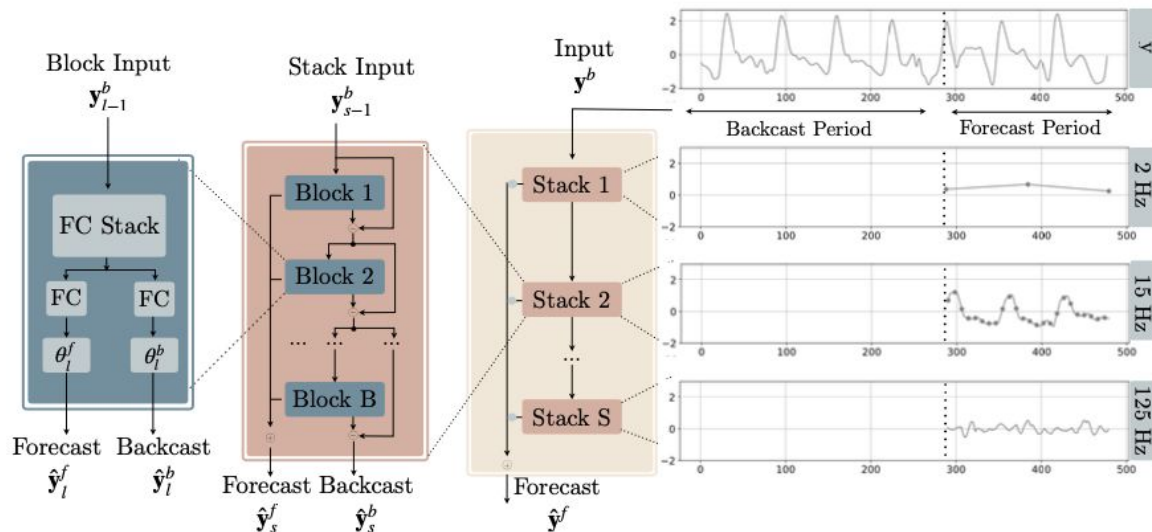 Block Input
y^b_{l-1}
FC Stack
FC
FC
θ^f_l
θ^b_l
Forecast
Backcast
ŷ^f_l
ŷ^b_l
Stack Input
y^b_{s-1}
Block 1
Block 2
... ... ...
Block B
Forecast Backcast
ŷ^f_s
ŷ^b_s
Input
y^b
Stack 1
Stack 2
...
Stack S
Forecast
ŷ^f
2
0
−2
0 100 200 300 400 500
y
Backcast Period
Forecast Period
2
0
−2
0 100 200 300 400 500
2 Hz
2
0
−2
0 100 200 300 400 500
15 Hz
2
0
−2
0 100 200 300 400 500
125 Hz